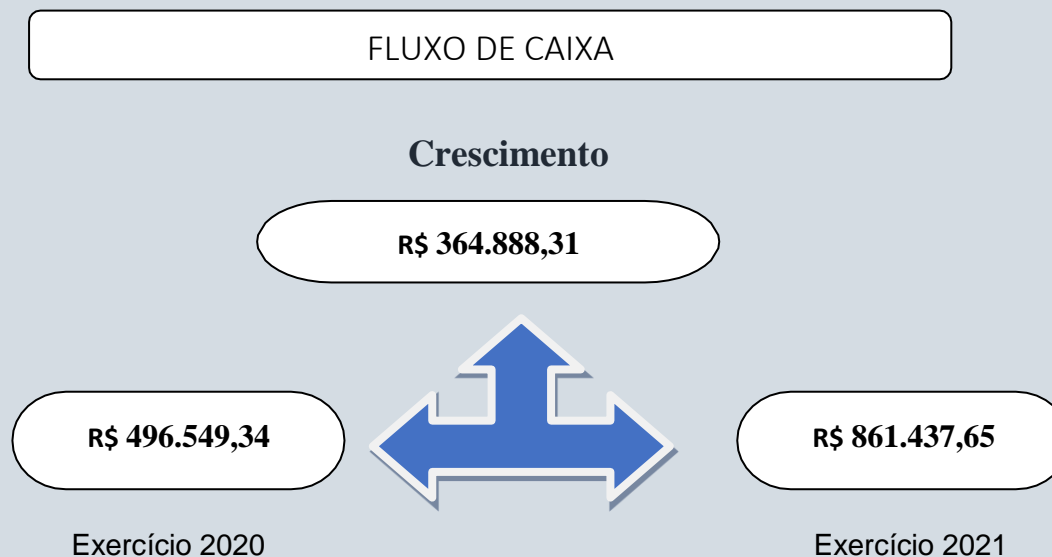 FLUXO DE CAIXA
Crescimento
R$ 364.888,31
R$ 496.549,34
R$ 861.437,65
Exercício 2020
Exercício 2021